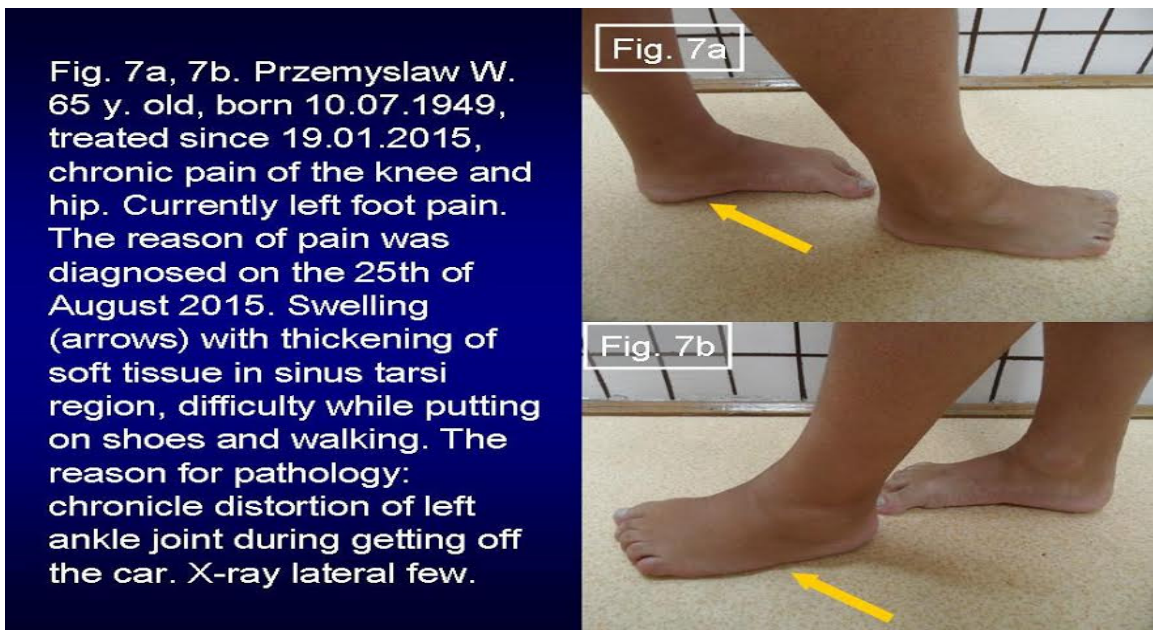 Fig. 7a, 7b. Przemyslaw W.
65 y. old, born 10.07.1949,
treated since 19.01.2015,
chronic pain of the knee and
hip. Currently left foot pain.
The reason of pain was
diagnosed on the 25th of
August 2015. Swelling
(arrows) with thickening of
soft tissue in sinus tarsi
region, difficulty while putting
on shoes and walking. The
reason for pathology:
chronicle distortion of left
ankle joint during getting off
the car. X-ray lateral few.
Fig. 7a
Fig. 7b